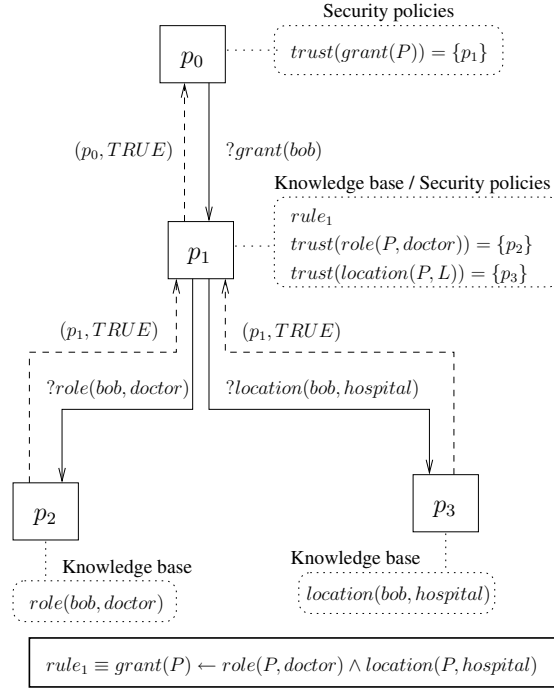 Security policies
p₀
trust(grant(P)) = {p₁}
(p₀, TRUE)
?grant(bob)
Knowledge base / Security policies
p₁
rule₁
trust(role(P, doctor)) = {p₂}
trust(location(P, L)) = {p₃}
(p₁, TRUE)
(p₁, TRUE)
?role(bob, doctor)
?location(bob, hospital)
p₂
p₃
Knowledge base
role(bob, doctor)
Knowledge base
location(bob, hospital)
rule₁ ≡ grant(P) ← role(P, doctor) ∧ location(P, hospital)